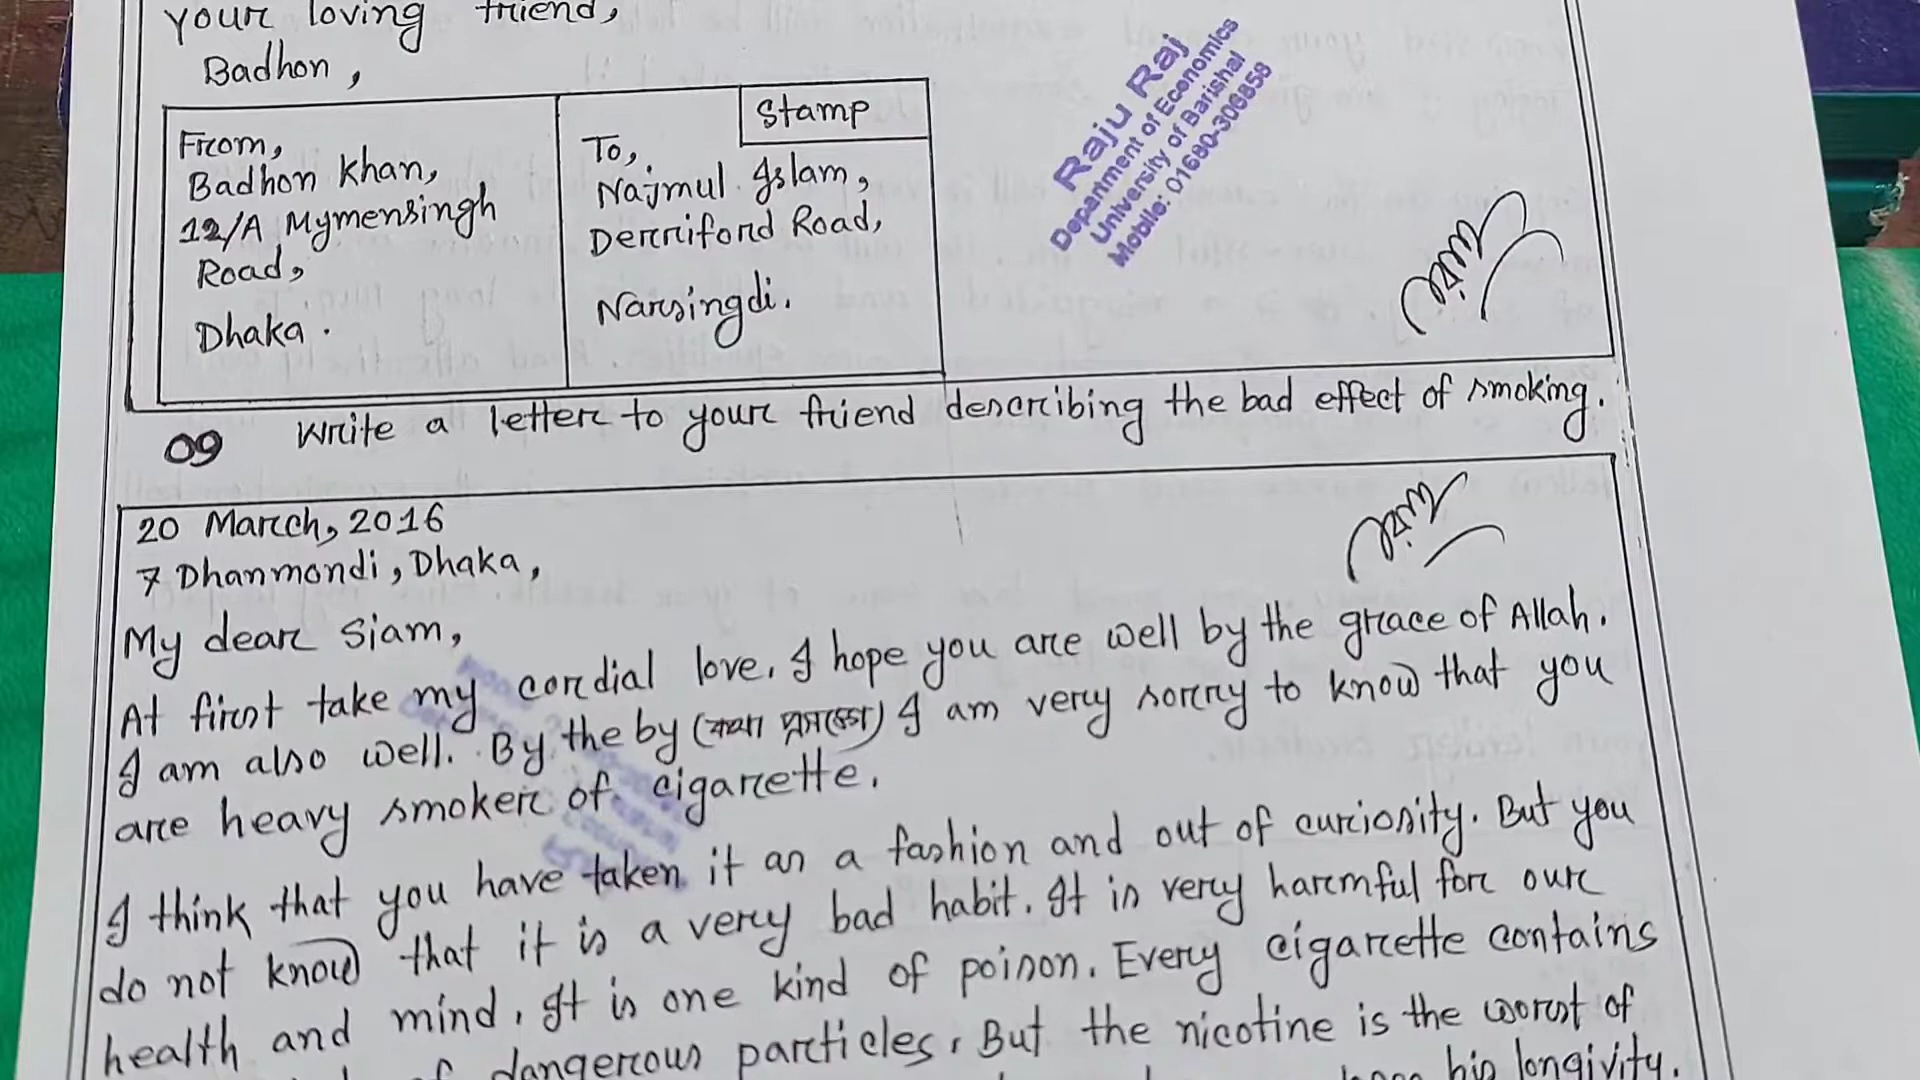 your loving friend,
Badhon,
Stamp
From,
Badhon Khan,
12/A, Mymensingh
Road,
Dhaka.
To,
Najmul Islam,
Derriford Road,
Narsingdi.
Raju Raj
Department of Economics
University of Barishal
Mobile: 01680-306858
09 Write a letter to your friend describing the bad effect of smoking.
20 March, 2016
7 Dhanmondi, Dhaka,
My dear Siam,
At first take my cordial love. I hope you are well by the grace of Allah.
I am also well. By the by (কথা প্রসঙ্গে) I am very sorry to know that you
are heavy smoker of cigarette.
I think that you have taken it as a fashion and out of curiosity. But you
do not know that it is a very bad habit. It is very harmful for our
health and mind. It is one kind of poison. Every cigarette contains
of dangerous particles. But the nicotine is the worst of
his longivity.